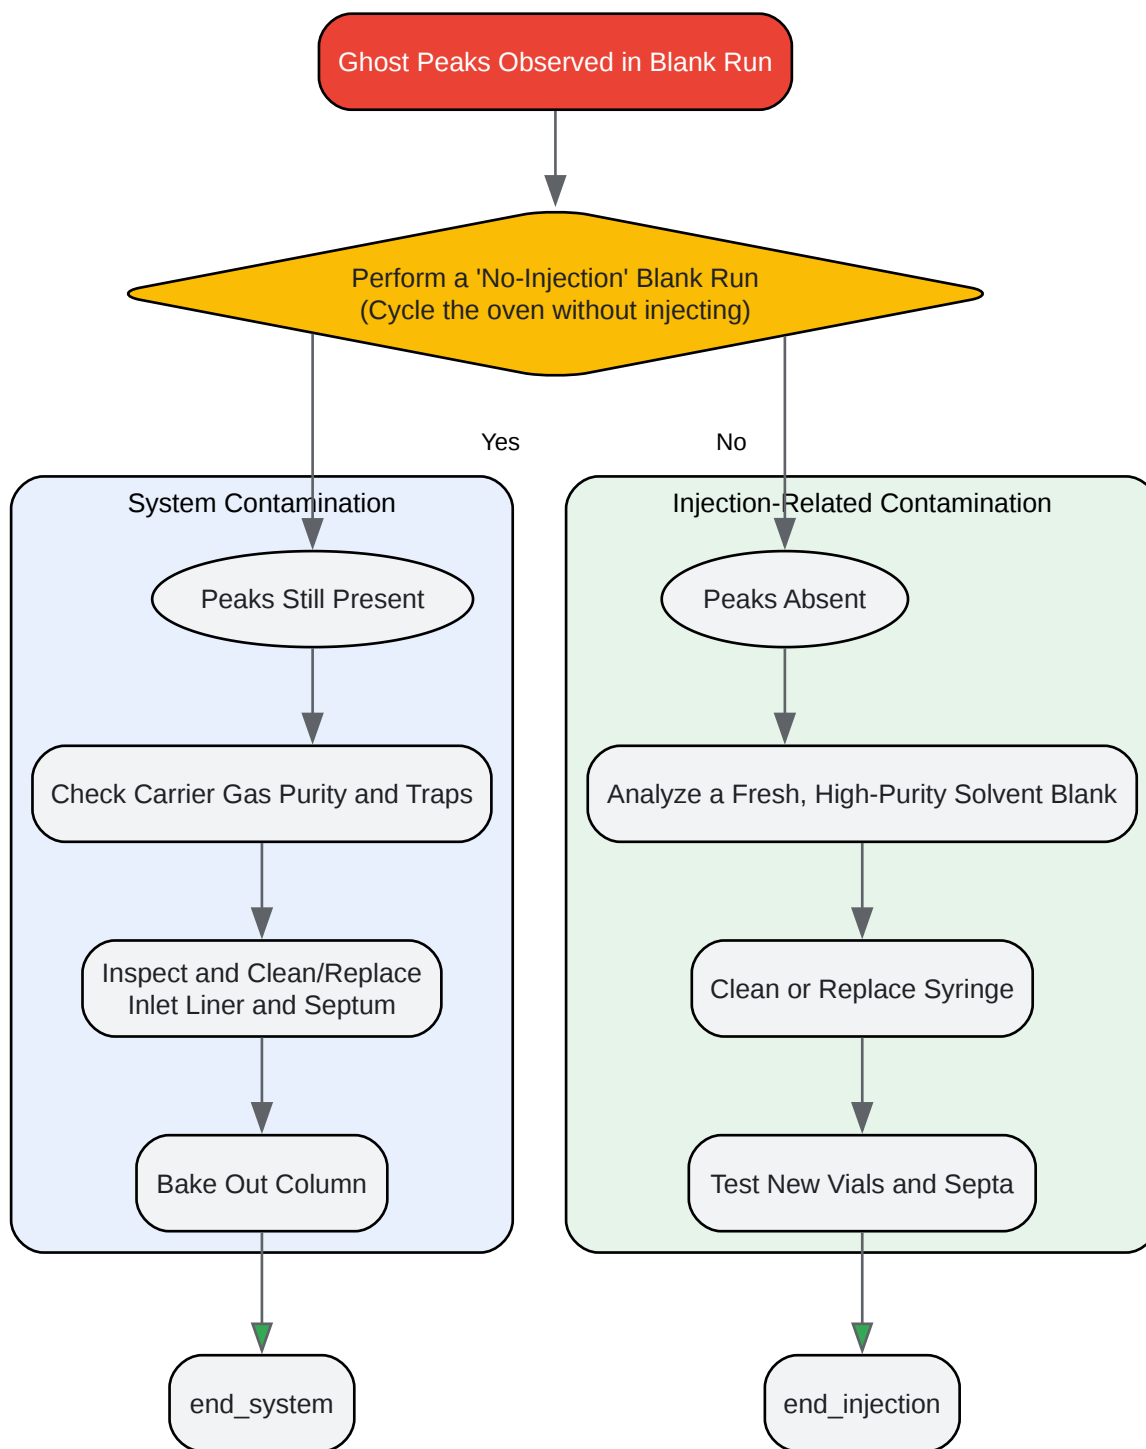 Ghost Peaks Observed in Blank Run
Perform a 'No-Injection' Blank Run
(Cycle the oven without injecting)
Yes
No
System Contamination
Injection-Related Contamination
Peaks Still Present
Peaks Absent
Check Carrier Gas Purity and Traps
Analyze a Fresh, High-Purity Solvent Blank
Inspect and Clean/Replace
Inlet Liner and Septum
Clean or Replace Syringe
Bake Out Column
Test New Vials and Septa
end_system
end_injection